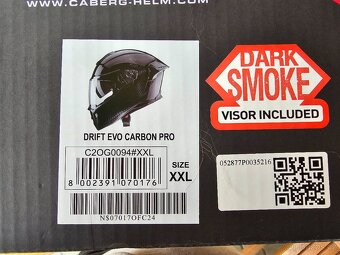 WWW.CABERG-HELM.COM
DARK
SMOKE
VISOR INCLUDED
DRIFT EVO CARBON PRO
C2OG0094#XXL
8 002391 070176
SIZE
XXL
NS07017OFC24
052877P0035216